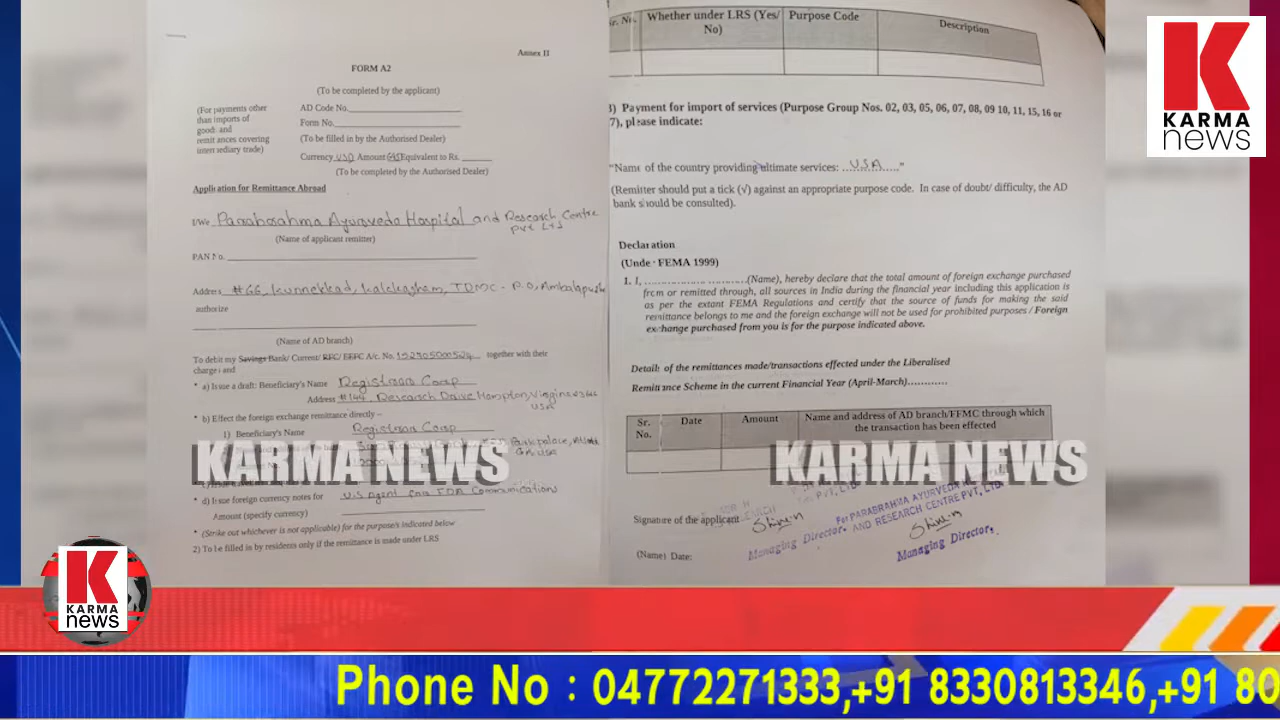 Annex II
FORM A2
(To be completed by the applicant)
(For payments other
than imports of
goods and
remittances covering
intermediary trade)
AD Code No.
Form No.
(To be filled in by the Authorised Dealer)
Currency USD Amount Equivalent to Rs.
(To be completed by the Authorised Dealer)
Application for Remittance Abroad
I/We Parabrahma Ayurveda Hospital and Research Centre
Pvt Ltd
(Name of applicant remitter)
PAN No.
Address #66, Kunnekkad, Kalekashem, TDMC - P.O, Ambalapuzha
authorize
(Name of AD branch)
To debit my Savings Bank/ Current/ RFC/ EEFC A/c. No. together with their
charges and
* a) Issue a draft: Beneficiary's Name Registrar Corp
Address #144, Research Drive Hampton, Virginia
USA
* b) Effect the foreign exchange remittance directly –
1) Beneficiary's Name Registrar Corp
* d) Issue foreign currency notes for U.S Agent FDA Communications
Amount (specify currency)
* (Strike out whichever is not applicable) for the purpose/s indicated below
2) To be filled in by residents only if the remittance is made under LRS
Sr. No.
Whether under LRS (Yes/
No)
Purpose Code
Description
3) Payment for import of services (Purpose Group Nos. 02, 03, 05, 06, 07, 08, 09 10, 11, 15, 16 or
17), please indicate:
"Name of the country providing ultimate services: ....USA....."
(Remitter should put a tick (√) against an appropriate purpose code. In case of doubt/ difficulty, the AD
bank should be consulted).
Declaration
(Under FEMA 1999)
1. I, ............................(Name), hereby declare that the total amount of foreign exchange purchased
from or remitted through, all sources in India during the financial year including this application is
as per the extant FEMA Regulations and certify that the source of funds for making the said
remittance belongs to me and the foreign exchange will not be used for prohibited purposes / Foreign
exchange purchased from you is for the purpose indicated above.
Details of the remittances made/transactions effected under the Liberalised
Remittance Scheme in the current Financial Year (April-March)............
Sr.
No.
Date
Amount
Name and address of AD branch/FFMC through which
the transaction has been effected
Signature of the applicant
For PARABRAHMA AYURVEDA
AND RESEARCH CENTRE PVT, LTD.
Managing Director.
Managing Director.
(Name) Date:
KARMA NEWS
KARMA NEWS
KARMA
news
KARMA
news
Phone No : 04772271333,+91 8330813346,+91 80